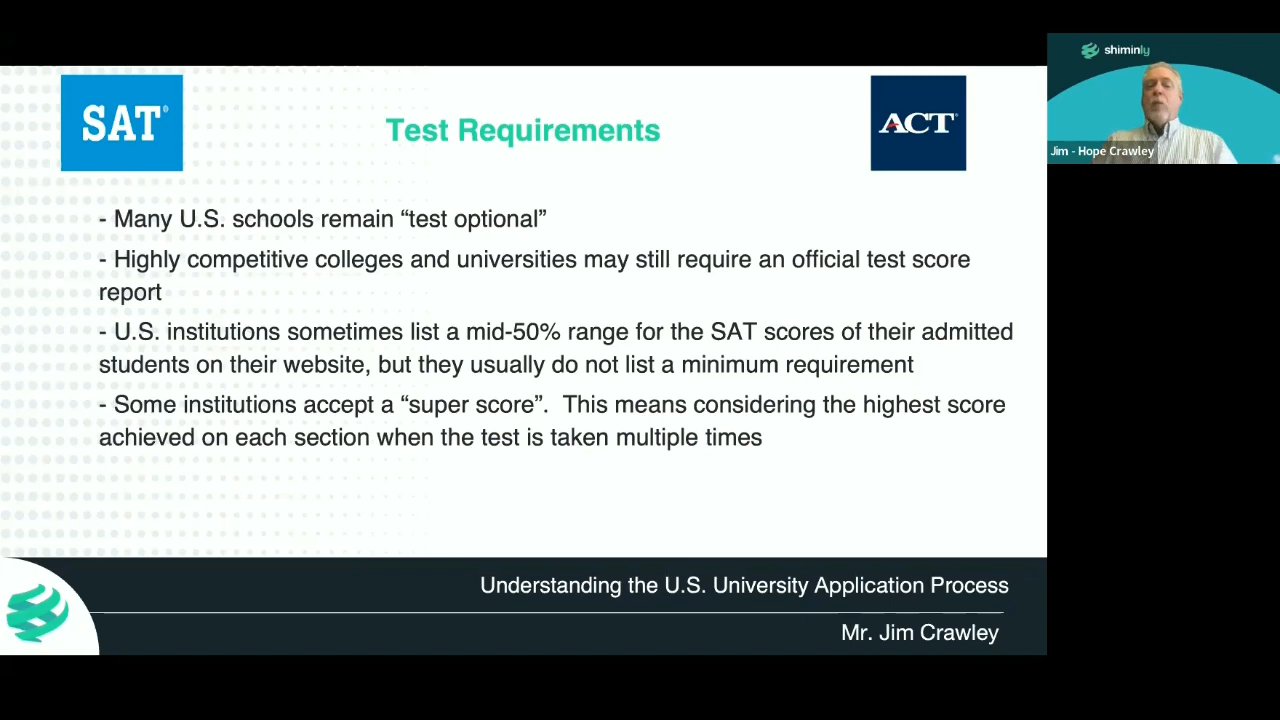 SAT®
Test Requirements
ACT®
- Many U.S. schools remain “test optional”
- Highly competitive colleges and universities may still require an official test score
report
- U.S. institutions sometimes list a mid-50% range for the SAT scores of their admitted
students on their website, but they usually do not list a minimum requirement
- Some institutions accept a “super score”.  This means considering the highest score
achieved on each section when the test is taken multiple times
Understanding the U.S. University Application Process
Mr. Jim Crawley
shiminly
Jim - Hope Crawley